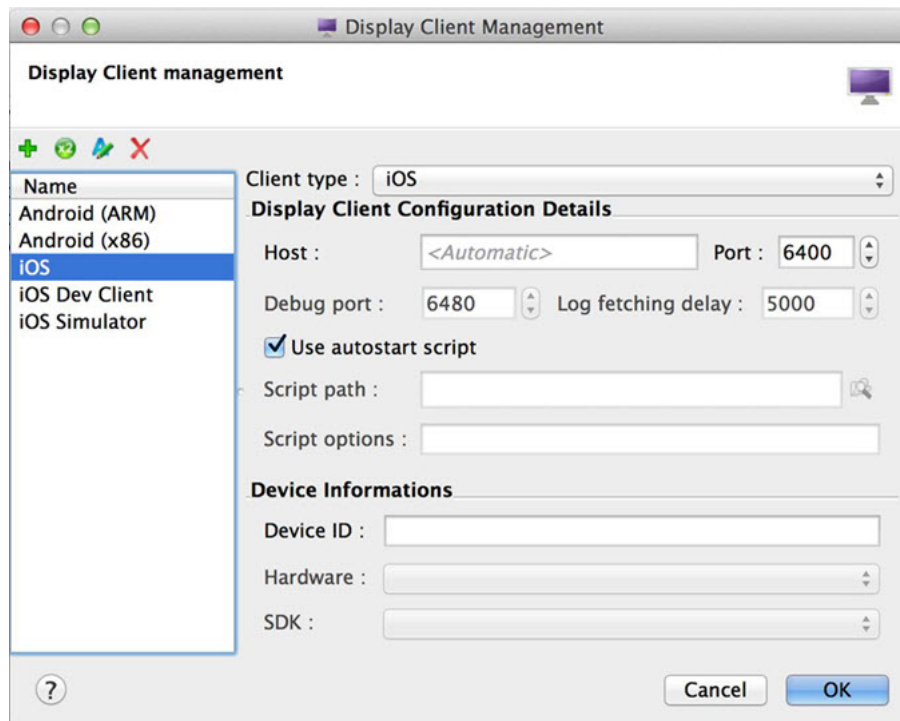 Display Client Management
Display Client management
Name
Android (ARM)
Android (x86)
iOS
iOS Dev Client
iOS Simulator
Client type : iOS
Display Client Configuration Details
Host : <Automatic> Port : 6400
Debug port : 6480 Log fetching delay : 5000
Use autostart script
Script path :
Script options :
Device Informations
Device ID :
Hardware :
SDK :
? Cancel OK